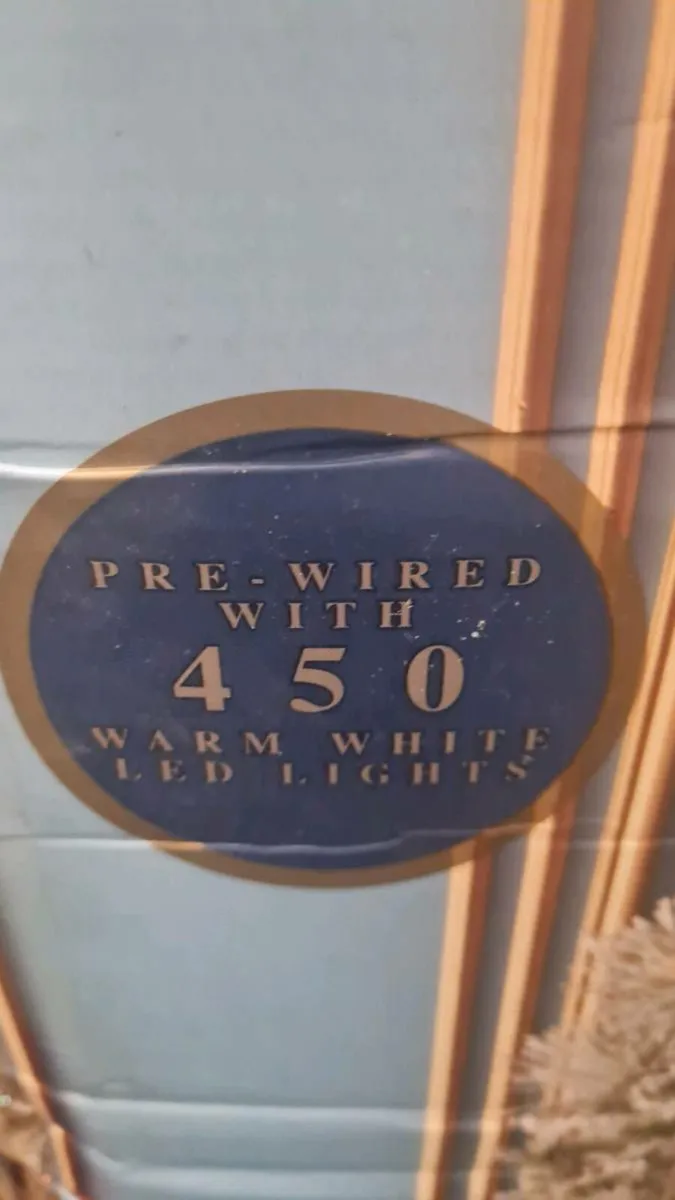 PRE-WIRED
WITH
450
WARM WHITE
LED LIGHTS